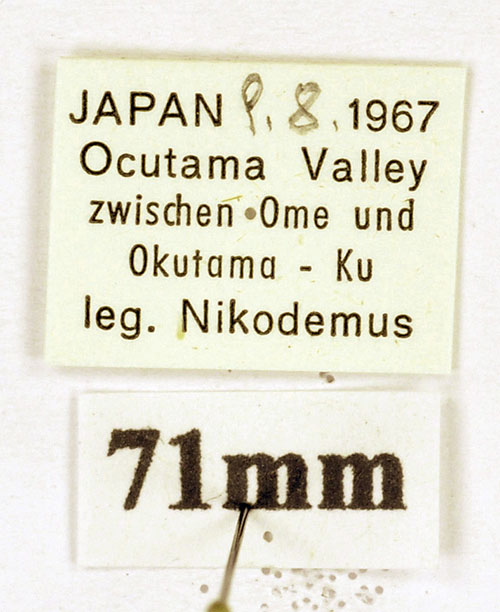 JAPAN 9. 8. 1967
Ocutama Valley
zwischen Ome und
Okutama - Ku
leg. Nikodemus
71mm